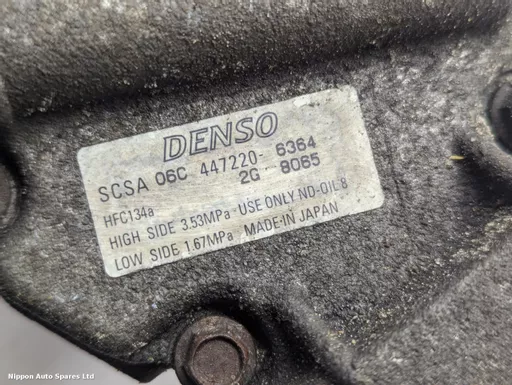 DENSO
SCSA 06C 447220- 6364
2G 8065
HFC134a
HIGH SIDE 3.53MPa USE ONLY ND-OIL 8
LOW SIDE 1.67MPa MADE IN JAPAN
Nippon Auto Spares Ltd